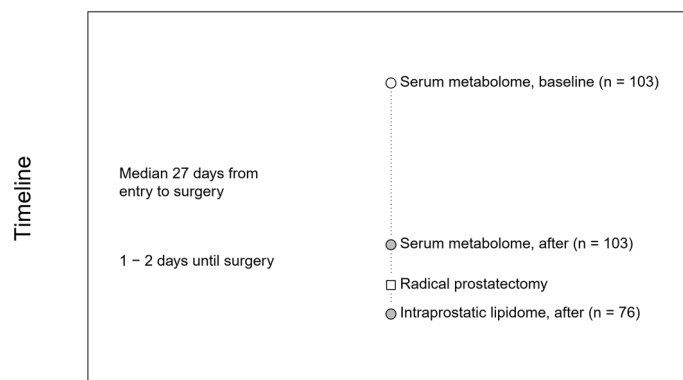 Timeline
Serum metabolome, baseline (n = 103)
Median 27 days from
entry to surgery
Serum metabolome, after (n = 103)
1 − 2 days until surgery
Radical prostatectomy
Intraprostatic lipidome, after (n = 76)